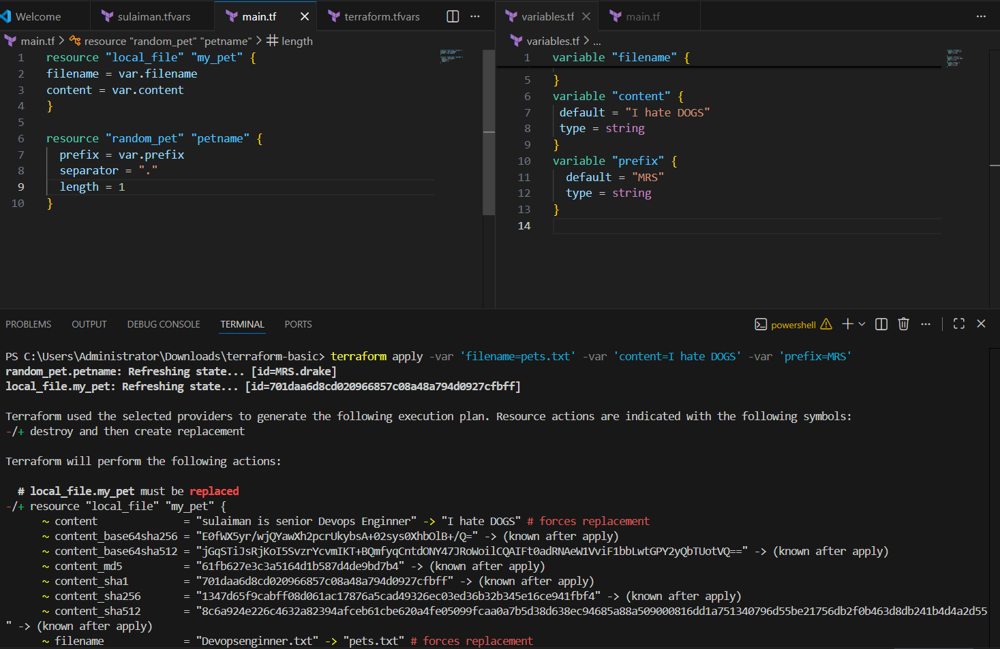 Welcome
sulaiman.tfvars
main.tf
terraform.tfvars
variables.tf
main.tf
main.tf > resource "random_pet" "petname" > length
variables.tf > ...
1 resource "local_file" "my_pet" {
2 filename = var.filename
3 content = var.content
4 }
5
6 resource "random_pet" "petname" {
7 prefix = var.prefix
8 separator = "."
9 length = 1
10 }
1 variable "filename" {
5 }
6 variable "content" {
7 default = "I hate DOGS"
8 type = string
9 }
10 variable "prefix" {
11 default = "MRS"
12 type = string
13 }
14
PROBLEMS OUTPUT DEBUG CONSOLE TERMINAL PORTS
powershell
PS C:\Users\Administrator\Downloads\terraform-basic> terraform apply -var 'filename=pets.txt' -var 'content=I hate DOGS' -var 'prefix=MRS'
random_pet.petname: Refreshing state... [id=MRS.drake]
local_file.my_pet: Refreshing state... [id=701daa6d8cd020966857c08a48a794d0927cfbff]
Terraform used the selected providers to generate the following execution plan. Resource actions are indicated with the following symbols:
-/+ destroy and then create replacement
Terraform will perform the following actions:
# local_file.my_pet must be replaced
-/+ resource "local_file" "my_pet" {
~ content = "sulaiman is senior Devops Enginner" -> "I hate DOGS" # forces replacement
~ content_base64sha256 = "E0fWX5yr/wjQYawXh2pcrUkybsA+02sys0XhbOlB+/Q=" -> (known after apply)
~ content_base64sha512 = "jGqSTiJsRjKoI5SvzrYcvmIKT+BQmfyqCntdONY47JRoWoilCQAIFt0adRNAeW1VviF1bbLwtGPY2yQbTUotVQ==" -> (known after apply)
~ content_md5 = "61fb627e3c3a5164d1b587d4de9bd7b4" -> (known after apply)
~ content_sha1 = "701daa6d8cd020966857c08a48a794d0927cfbff" -> (known after apply)
~ content_sha256 = "1347d65f9cabff08d061ac17876a5cad49326ec03ed36b32b345e16ce941fbf4" -> (known after apply)
~ content_sha512 = "8c6a924e226c4632a82394afceb61cbe620a4fe05099fcaa0a7b5d38d638ec94685a88a509000816dd1a751340796d55be21756db2f0b463d8db241b4d4a2d55
" -> (known after apply)
~ filename = "Devopsenginner.txt" -> "pets.txt" # forces replacement